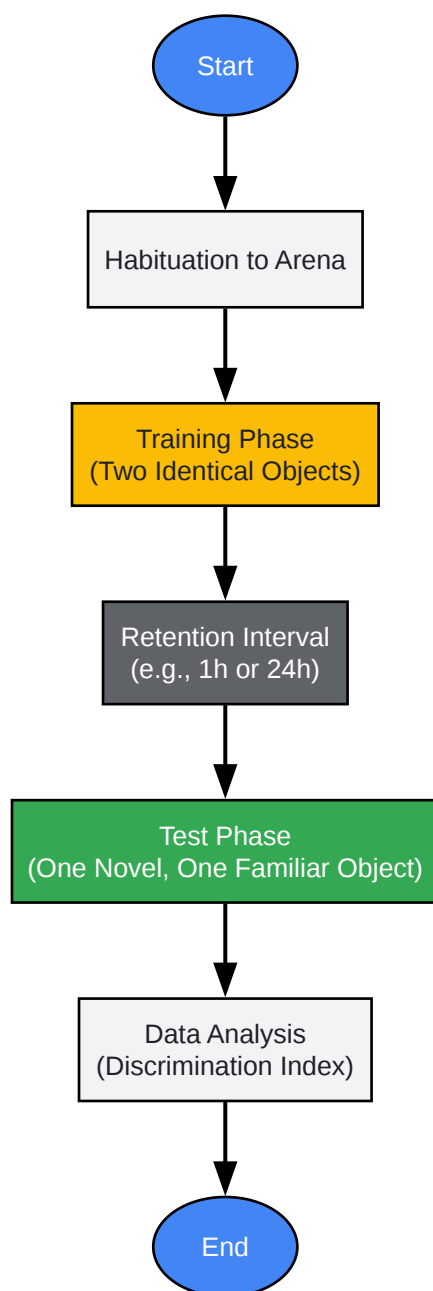 Start
Habituation to Arena
Training Phase
(Two Identical Objects)
Retention Interval
(e.g., 1h or 24h)
Test Phase
(One Novel, One Familiar Object)
Data Analysis
(Discrimination Index)
End